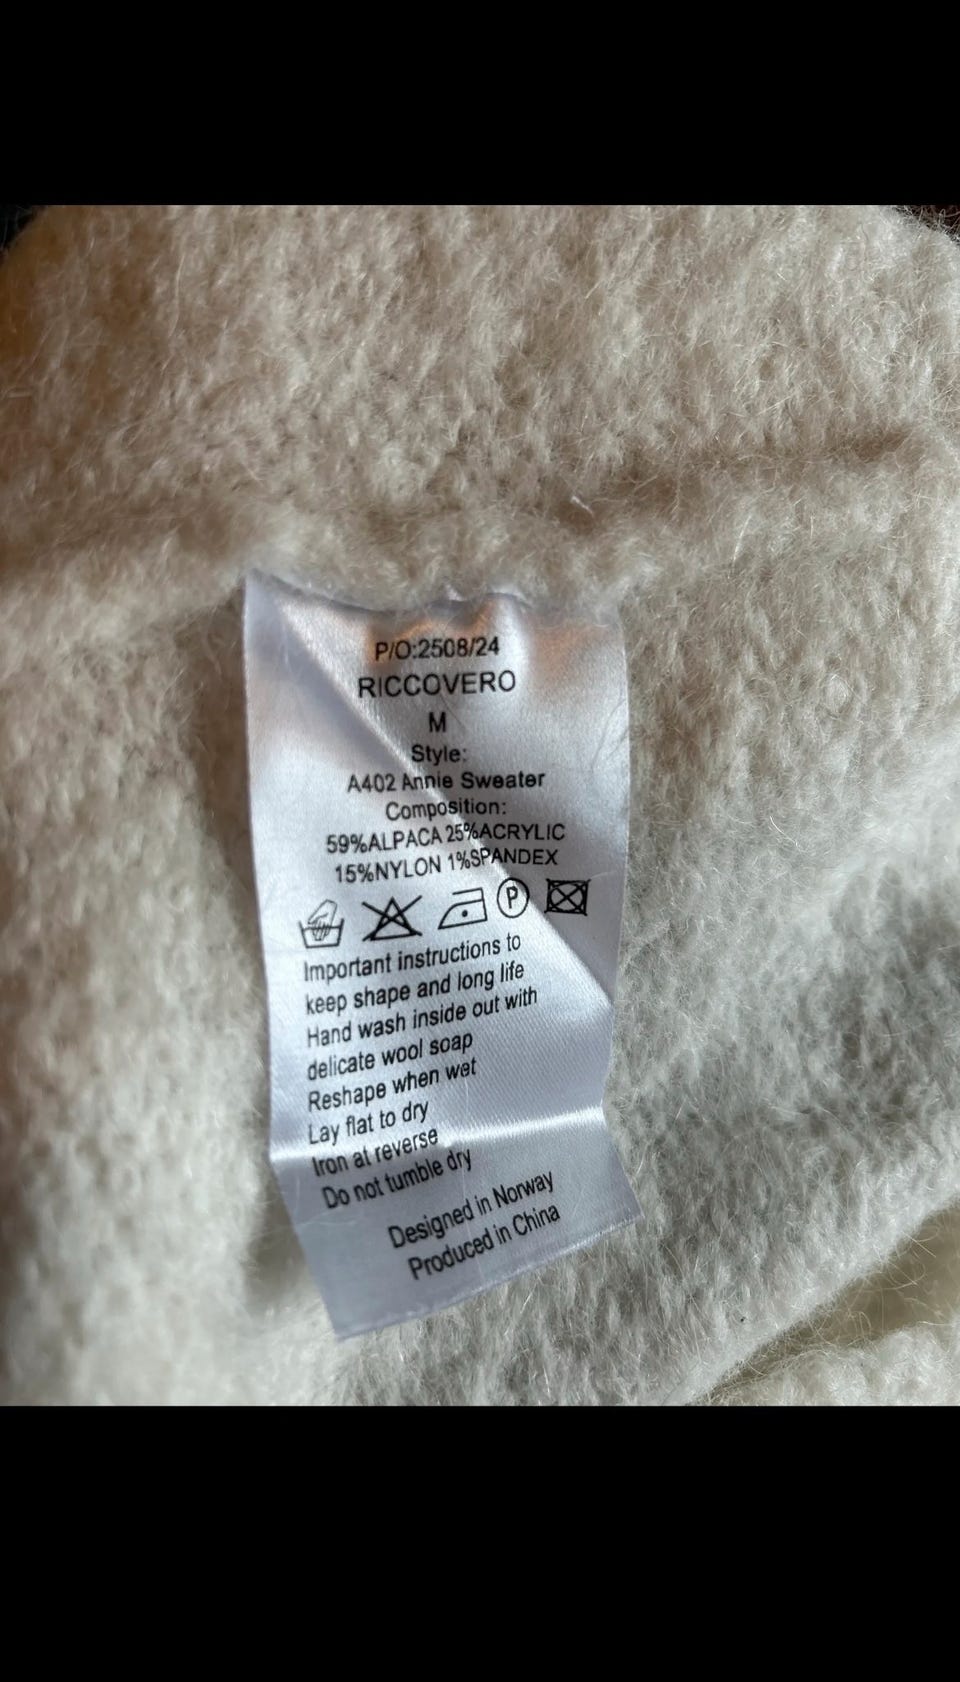 P/O:2508/24
RICCOVERO
M
Style:
A402 Annie Sweater
Composition:
59%ALPACA 25%ACRYLIC
15%NYLON 1%SPANDEX
P
Important instructions to
keep shape and long life
Hand wash inside out with
delicate wool soap
Reshape when wet
Lay flat to dry
Iron at reverse
Do not tumble dry
Designed in Norway
Produced in China